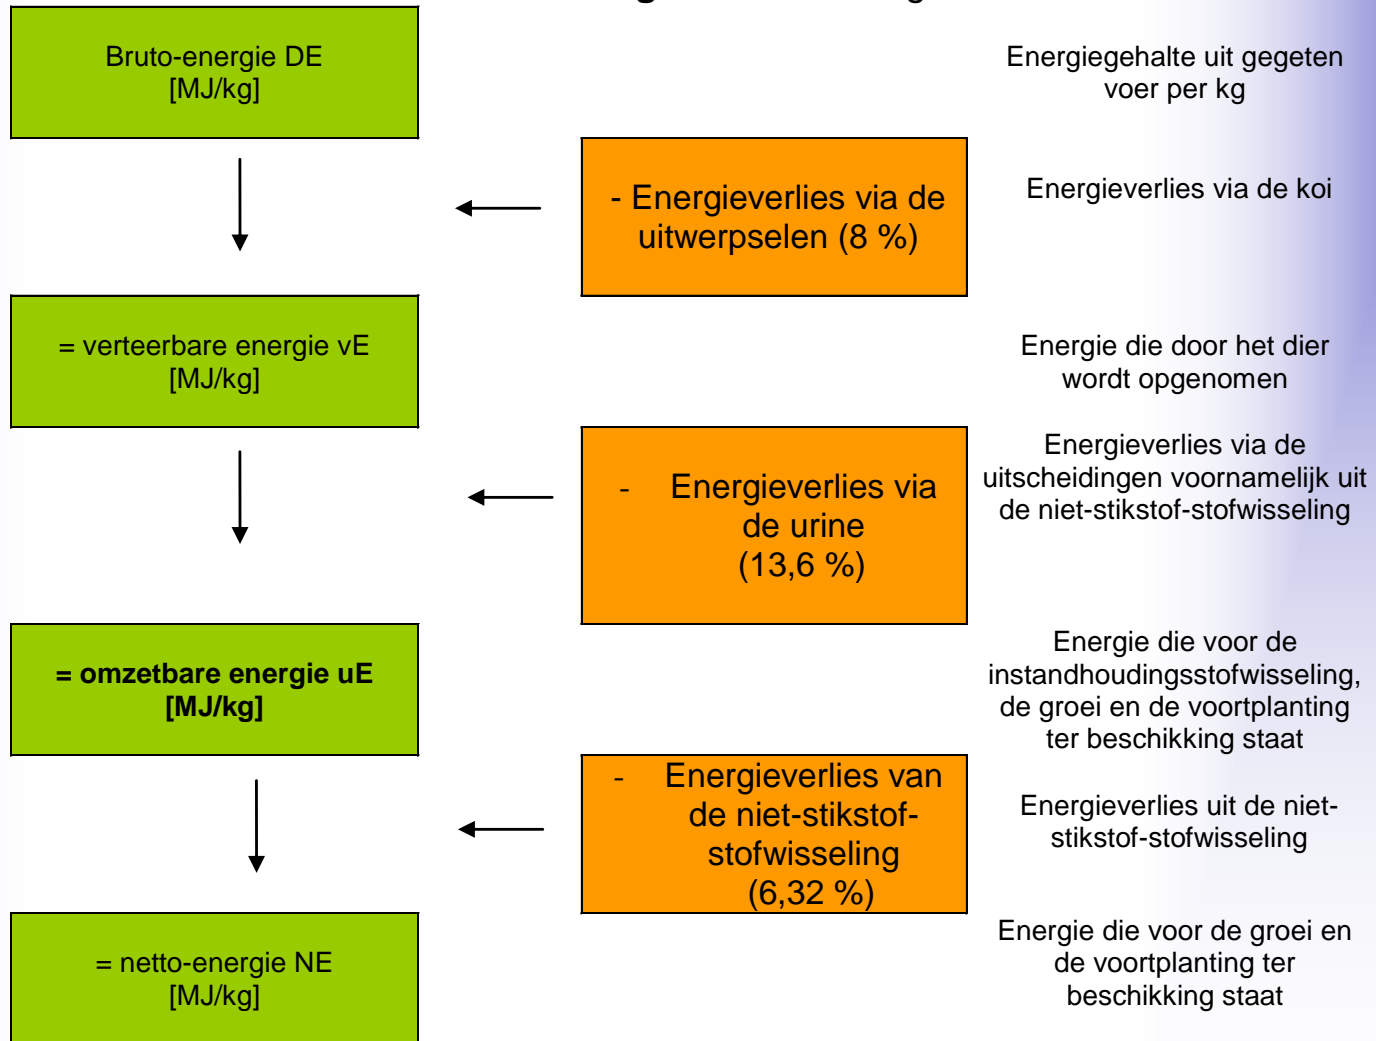 Bruto-energie DE
[MJ/kg]
Energiegehalte uit gegeten
voer per kg
- Energieverlies via de
uitwerpselen (8 %)
Energieverlies via de koi
= verteerbare energie vE
[MJ/kg]
Energie die door het dier
wordt opgenomen
- Energieverlies via
de urine
(13,6 %)
Energieverlies via de
uitscheidingen voornamelijk uit
de niet-stikstof-stofwisseling
= omzetbare energie uE
[MJ/kg]
Energie die voor de
instandhoudingsstofwisseling,
de groei en de voortplanting
ter beschikking staat
- Energieverlies van
de niet-stikstof-
stofwisseling
(6,32 %)
Energieverlies uit de niet-
stikstof-stofwisseling
= netto-energie NE
[MJ/kg]
Energie die voor de groei en
de voortplanting ter
beschikking staat